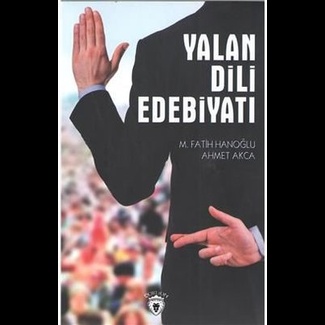 YALAN
DİLİ
EDEBİYATI
M. FATİH HANOĞLU
AHMET AKCA